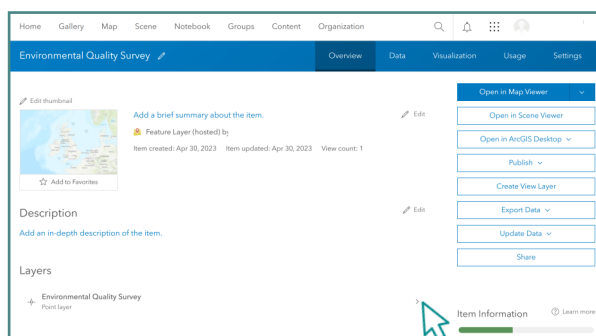 Home Gallery Map Scene Notebook Groups Content Organization
Environmental Quality Survey
Overview Data Visualization Usage Settings
Edit thumbnail
Add to Favorites
Add a brief summary about the item.
Edit
Feature Layer (hosted) by
Item created: Apr 30, 2023 Item updated: Apr 30, 2023 View count: 1
Description
Edit
Add an in-depth description of the item.
Layers
Environmental Quality Survey
Point layer
Open in Map Viewer
Open in Scene Viewer
Open in ArcGIS Desktop
Publish
Create View Layer
Export Data
Update Data
Share
Item Information
Learn more